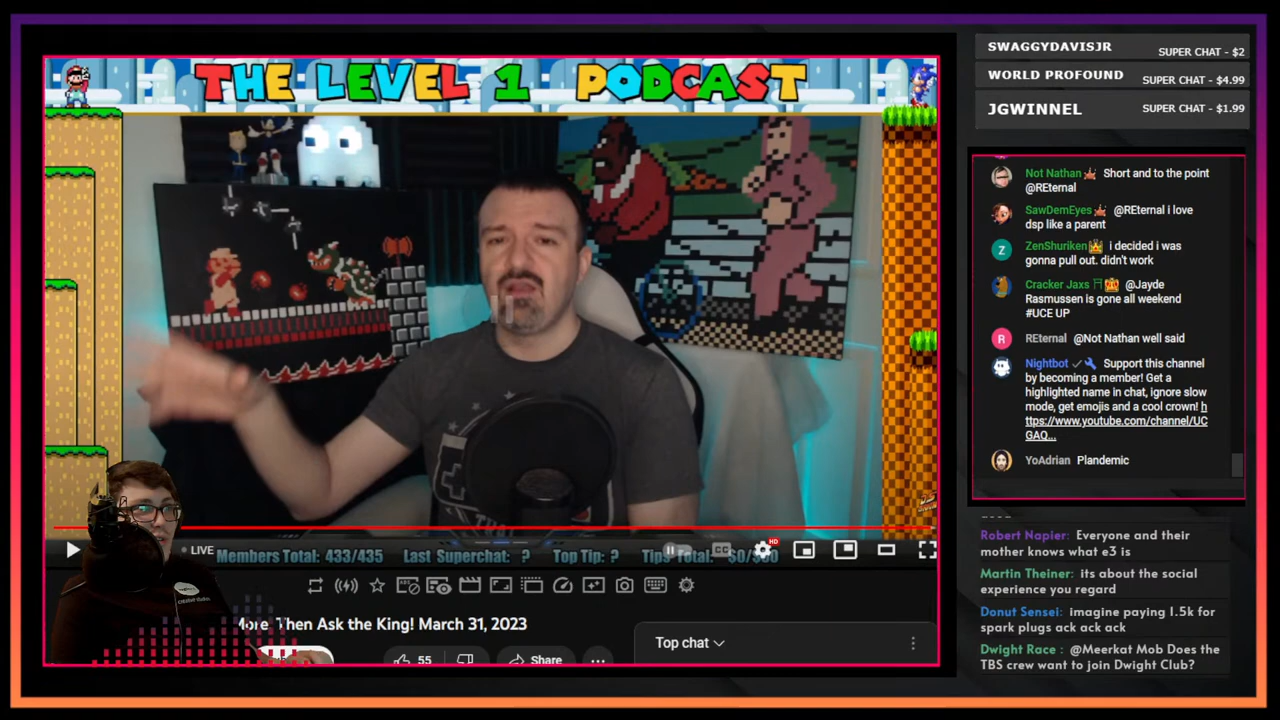 THE LEVEL 1 PODCAST
LIVE
Members Total: 433/435 Last Superchat: ? Top Tip: ?
Then Ask the King! March 31, 2023
55
Share
Top chat
SWAGGYDAVISJR SUPER CHAT - $2
WORLD PROFOUND SUPER CHAT - $4.99
JGWINNEL SUPER CHAT - $1.99
Not Nathan Short and to the point
@REternal
SawDemEyes @REternal i love
dsp like a parent
ZenShuriken i decided i was
gonna pull out. didn't work
Cracker Jaxs @Jayde
Rasmussen is gone all weekend
#UCE UP
REternal @Not Nathan well said
Nightbot Support this channel
by becoming a member! Get a
highlighted name in chat, ignore slow
mode, get emojis and a cool crown! h
ttps://www.youtube.com/channel/UC
GAQ...
YoAdrian Plandemic
Robert Napier: Everyone and their
mother knows what e3 is
Martin Theiner: its about the social
experience you regard
Donut Sensei: imagine paying 1.5k for
spark plugs ack ack ack
Dwight Race : @Meerkat Mob Does the
TBS crew want to join Dwight Club?